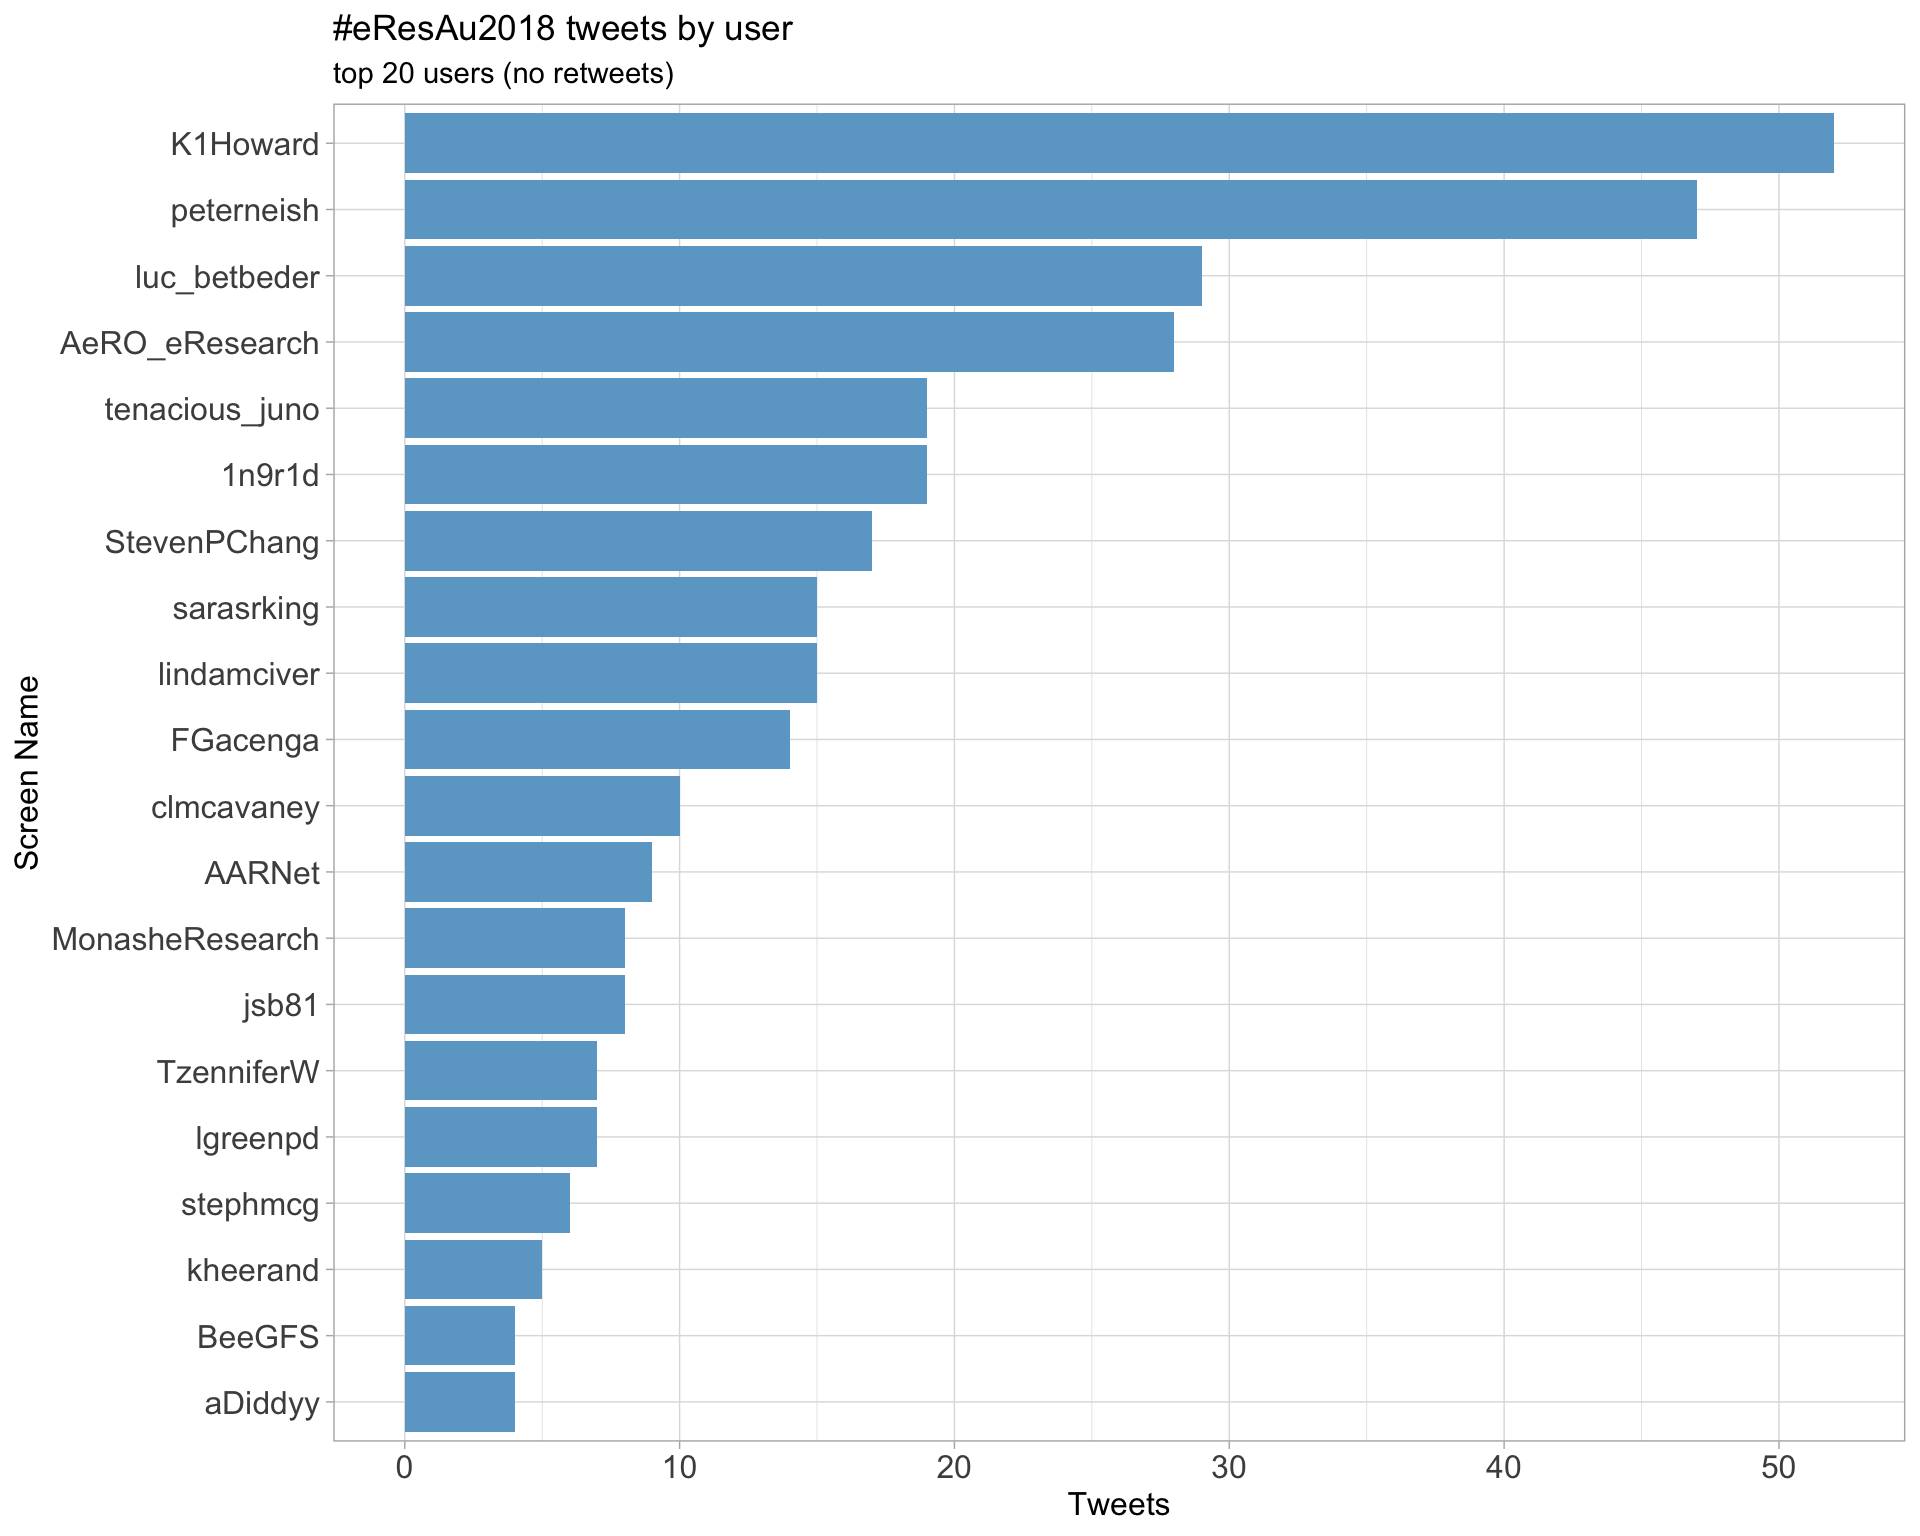 #eResAu2018 tweets by user
top 20 users (no retweets)
Screen Name
K1Howard
peterneish
luc_betbeder
AeRO_eResearch
tenacious_juno
1n9r1d
StevenPChang
sarasrking
lindamciver
FGacenga
clmcavaney
AARNet
MonasheResearch
jsb81
TzenniferW
lgreenpd
stephmcg
kheerand
BeeGFS
aDiddyy
0 10 20 30 40 50
Tweets